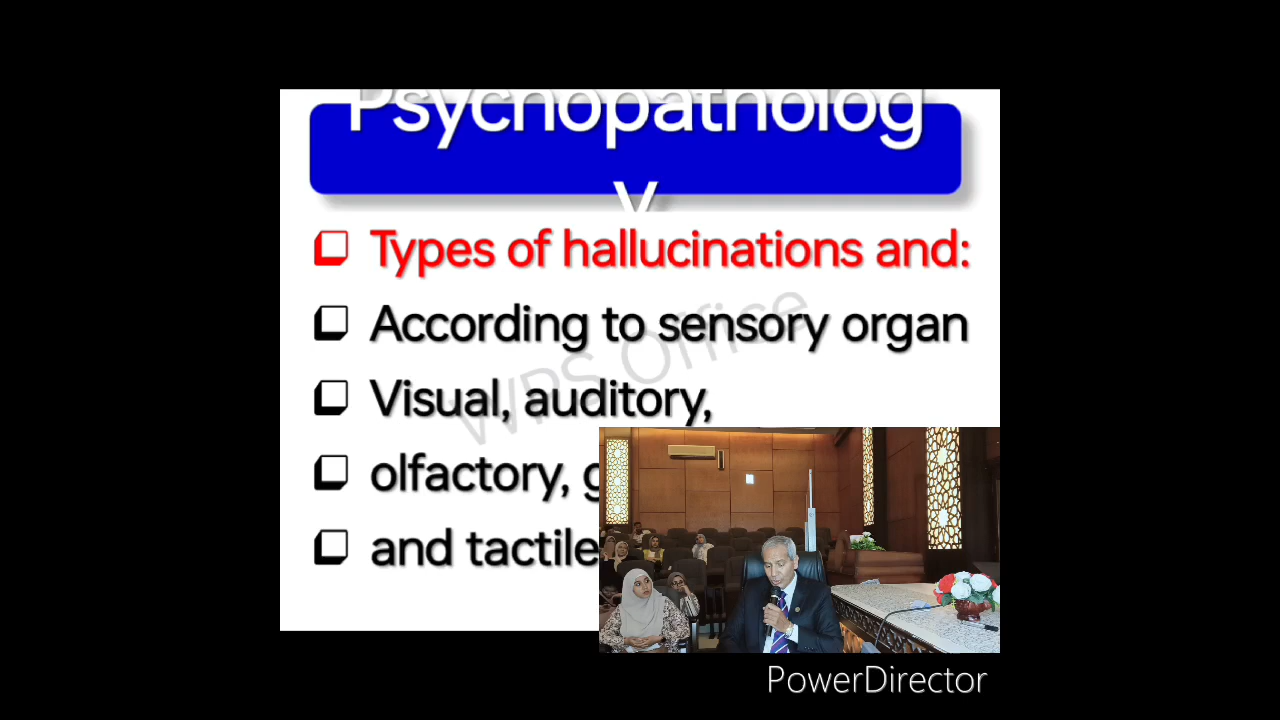 Psychopatholog
y
Types of hallucinations and:
According to sensory organ
Visual, auditory,
olfactory, g
and tactile
WPS Office
PowerDirector